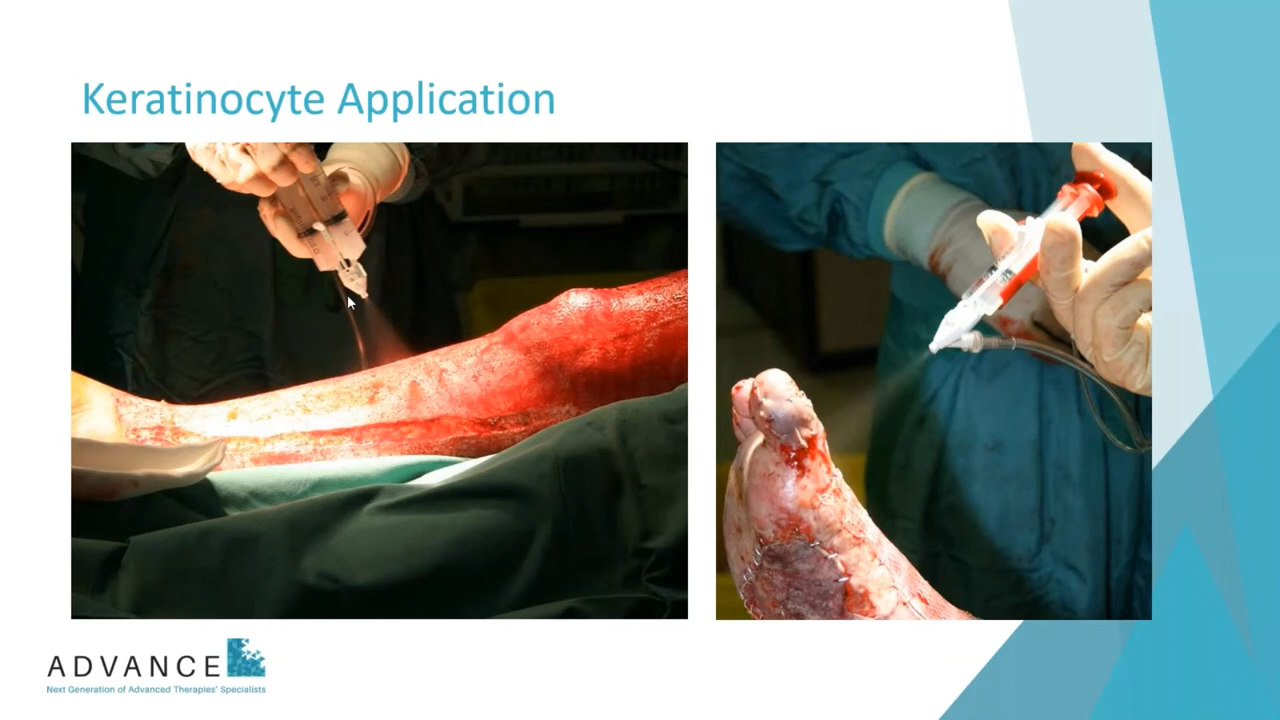 Keratinocyte Application
ADVANCE
Next Generation of Advanced Therapies' Specialists